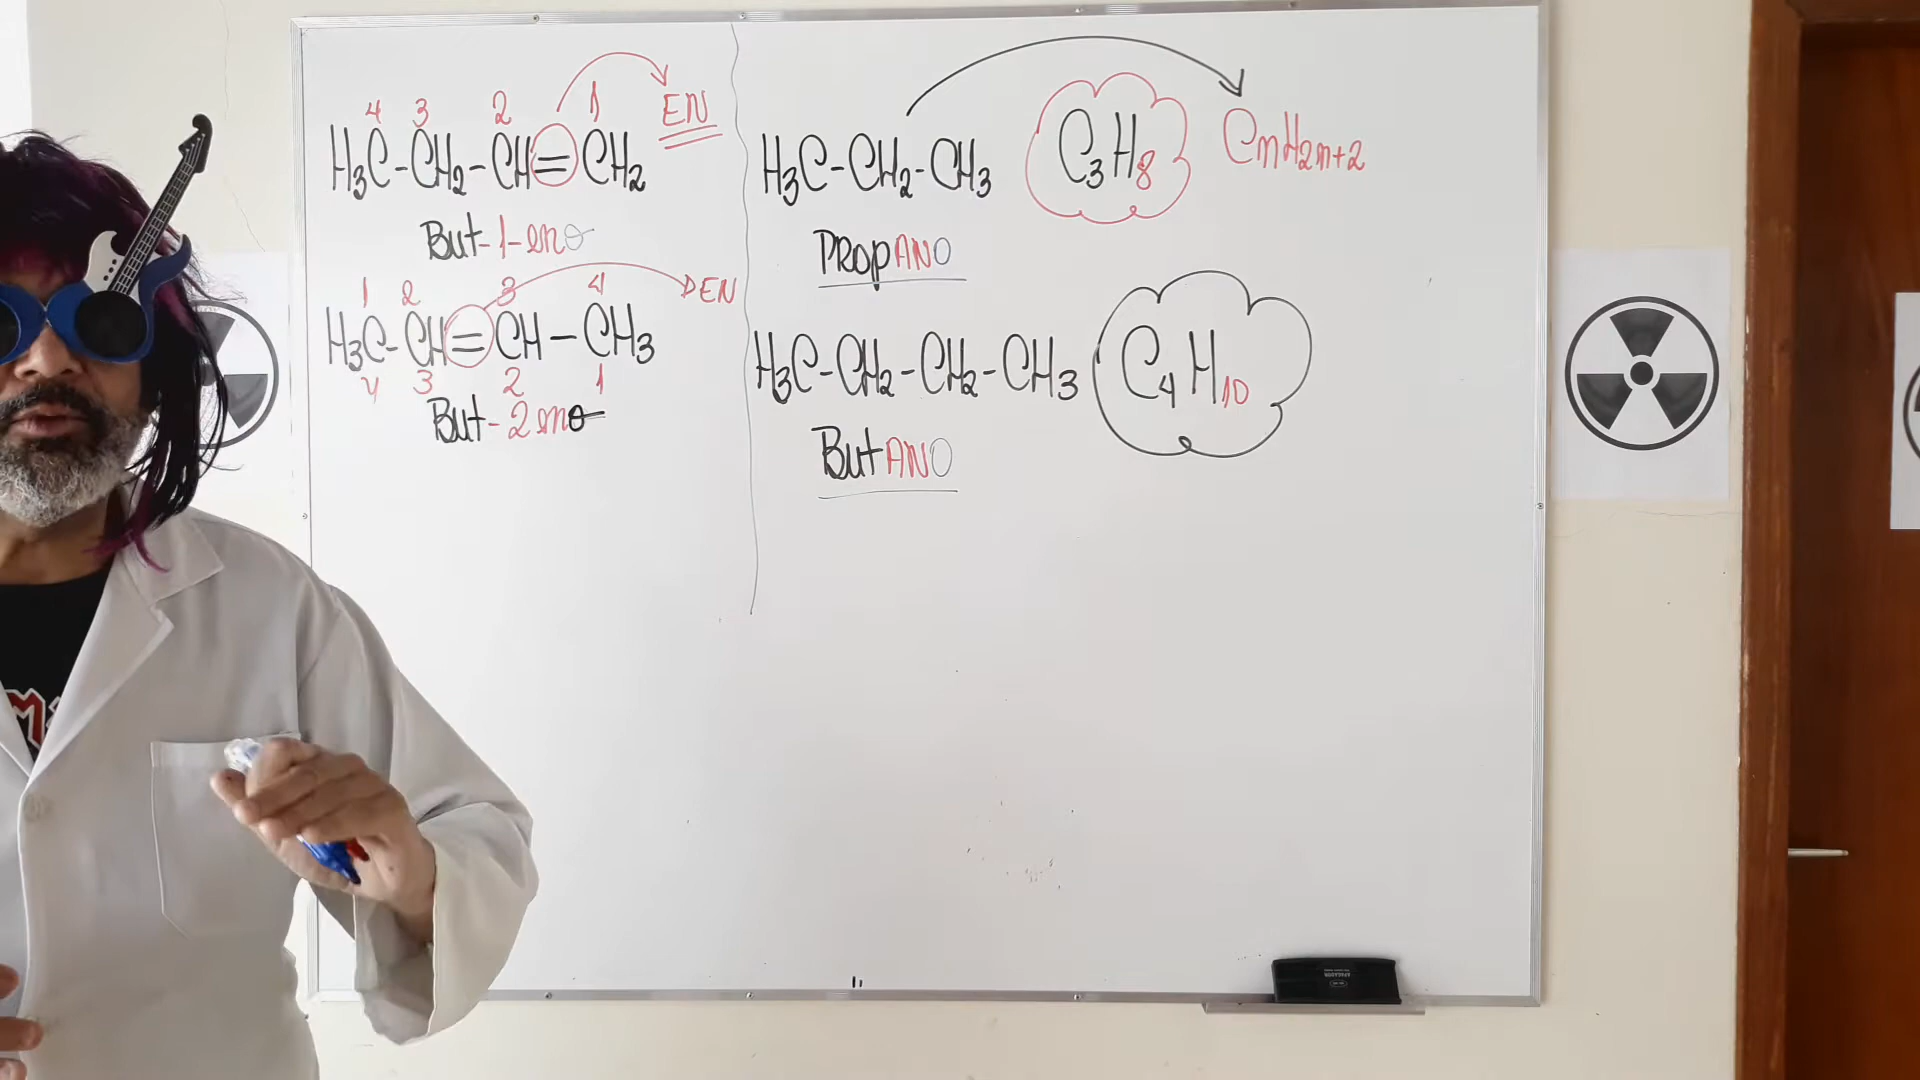 4 3 2 1 EN
H3C-CH2-CH=CH2
But-1-eno
1 2 3 4 EN
H3C-CH=CH-CH3
4 3 2 1
But-2eno
H3C-CH2-CH3 C3H8 CnH2n+2
PROPANO
H3C-CH2-CH2-CH3 C4H10
ButANO